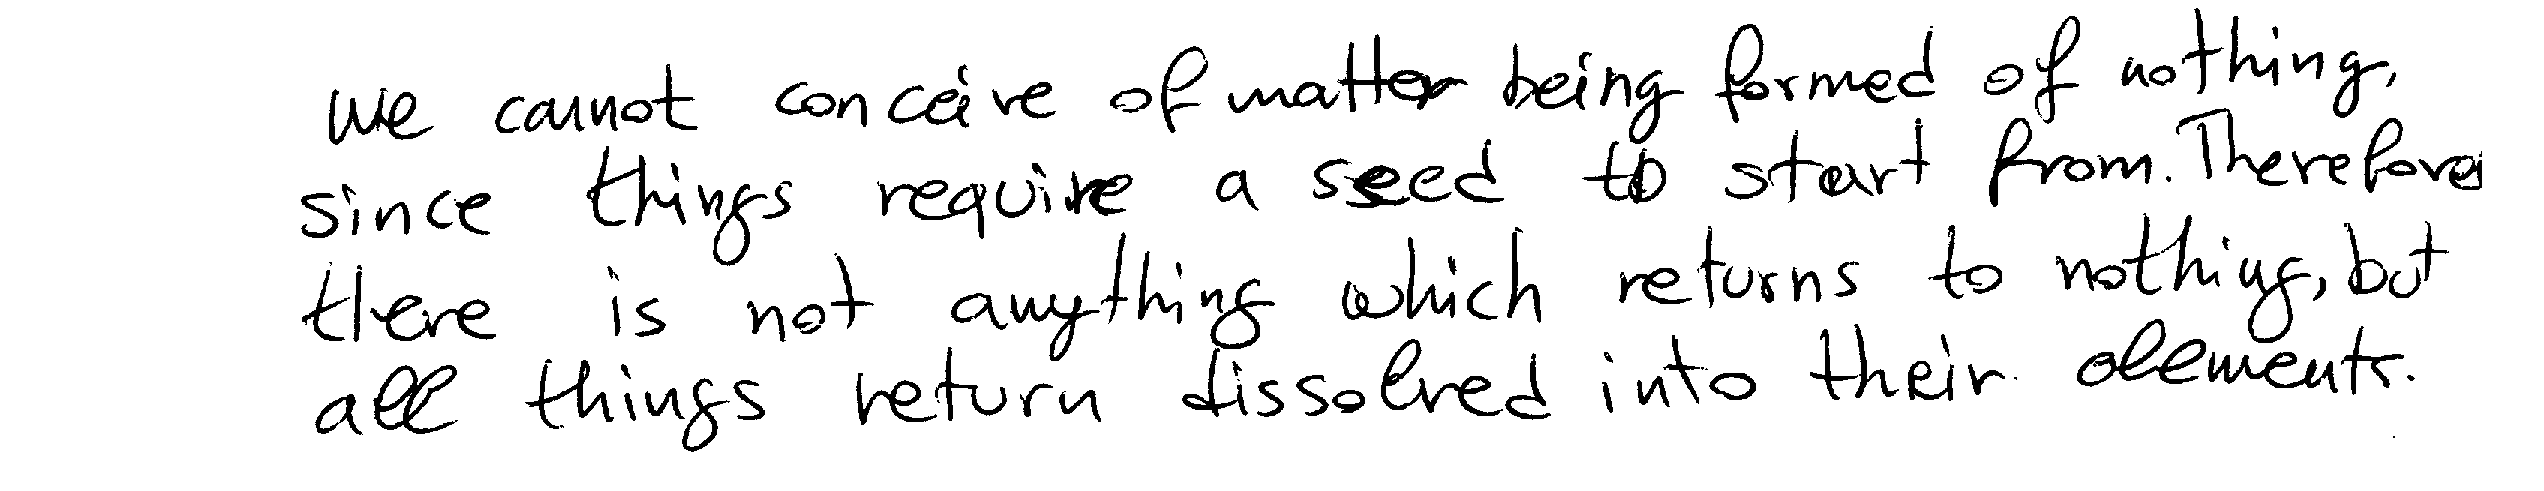 We cannot conceive of matter being formed of nothing,
since things require a seed to start from. Therefore
there is not anything which returns to nothing, but
all things return dissolved into their elements.